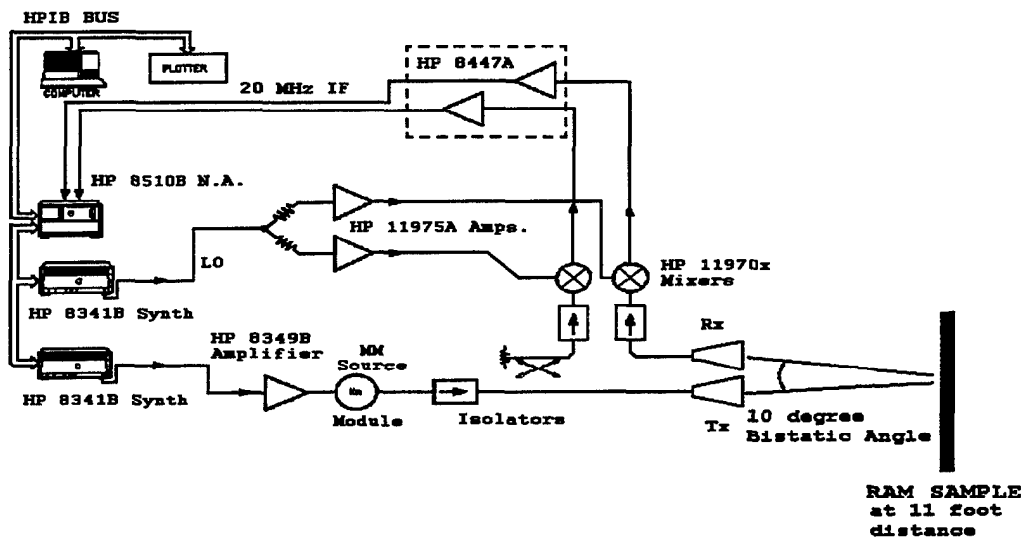 HPIB BUS
COMPUTER
PLOTTER
HP 8447A
20 MHz IF
HP 8510B N.A.
HP 11975A Amps.
LO
HP 11970x
Mixers
HP 8341B Synth
HP 8349B
Amplifier
MM
Source
Module
Rx
HP 8341B Synth
Isolators
Tx
10 degree
Bistatic Angle
RAM SAMPLE
at 11 foot
distance